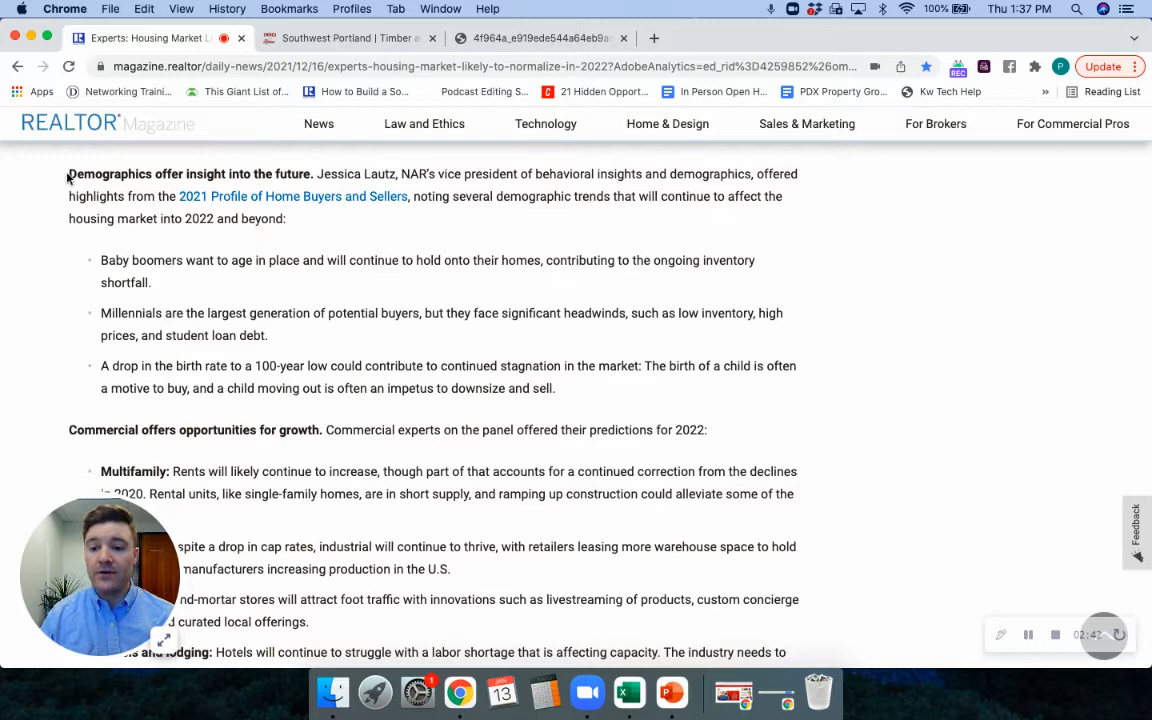 Chrome File Edit View History Bookmarks Profiles Tab Window Help 100% Thu 1:37 PM
Experts: Housing Market L × Southwest Portland | Timber a × 4f964a_e919ede544a64eb9a × +
magazine.realtor/daily-news/2021/12/16/experts-housing-market-likely-to-normalize-in-2022?AdobeAnalytics=ed_rid%3D4259852%26om... REC P Update
Apps Networking Traini... This Giant List of... How to Build a So... Podcast Editing S... 21 Hidden Opport... In Person Open H... PDX Property Gro... Kw Tech Help » Reading List
REALTOR® Magazine News Law and Ethics Technology Home & Design Sales & Marketing For Brokers For Commercial Pros
Demographics offer insight into the future. Jessica Lautz, NAR's vice president of behavioral insights and demographics, offered
highlights from the 2021 Profile of Home Buyers and Sellers, noting several demographic trends that will continue to affect the
housing market into 2022 and beyond:
Baby boomers want to age in place and will continue to hold onto their homes, contributing to the ongoing inventory
shortfall.
Millennials are the largest generation of potential buyers, but they face significant headwinds, such as low inventory, high
prices, and student loan debt.
A drop in the birth rate to a 100-year low could contribute to continued stagnation in the market: The birth of a child is often
a motive to buy, and a child moving out is often an impetus to downsize and sell.
Commercial offers opportunities for growth. Commercial experts on the panel offered their predictions for 2022:
Multifamily: Rents will likely continue to increase, though part of that accounts for a continued correction from the declines
in 2020. Rental units, like single-family homes, are in short supply, and ramping up construction could alleviate some of the
Feedback
spite a drop in cap rates, industrial will continue to thrive, with retailers leasing more warehouse space to hold
manufacturers increasing production in the U.S.
nd-mortar stores will attract foot traffic with innovations such as livestreaming of products, custom concierge
curated local offerings.
and lodging: Hotels will continue to struggle with a labor shortage that is affecting capacity. The industry needs to
1
JAN
13